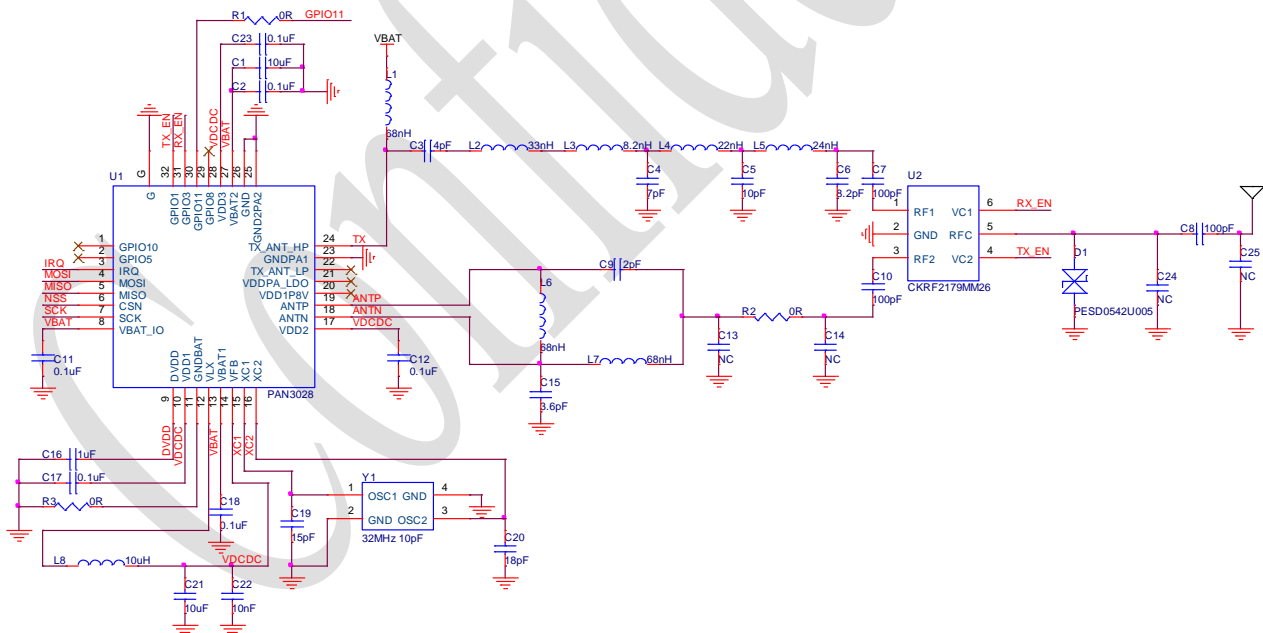 R1 0R GPIO11
C23 0.1uF
C1 10uF
C2 0.1uF
VBAT
L1
68nH
TX_EN
RX_EN
VDCDC
VBAT
G 32 31 30 29 28 27 26 25
U1
G
GPIO1
GPIO3
GPIO11
GPIO8
VDD3
VBAT2
GND
GND2PA2
C3 4pF L2 33nH L3 8.2nH L4 22nH L5 24nH
C4
7pF
C5
10pF
C6
8.2pF
C7
100pF
U2
1 RF1 VC1 6 RX_EN
2 GND RFC 5
3 RF2 VC2 4 TX_EN
CKRF2179MM26
C8 100pF
C25
NC
D1
PESD0542U005
C24
NC
1 GPIO10
2 GPIO5
IRQ 3 IRQ
MOSI 4 MOSI
MISO 5 MISO
NSS 6 CSN
SCK 7 SCK
VBAT 8 VBAT_IO
TX_ANT_HP 24 TX
GNDPA1 23
TX_ANT_LP 22
VDDPA_LDO 21
VDD1P8V 20
ANTP 19 ANTP
ANTN 18 ANTN
VDD2 17 VDCDC
C9 2pF
L6
68nH
L7 68nH
C10
100pF
R2 0R
C13
NC
C14
NC
C15
3.6pF
C11
0.1uF
C12
0.1uF
DVDD
VDD1
GNDBAT
VLX
VBAT1
VFB
XC1
XC2
PAN3028
9 10 11 12 13 14 15 16
DVDD
VDCDC
VBAT
XC1
XC2
C16 1uF
C17 0.1uF
R3 0R
C18
0.1uF
Y1
1 OSC1 GND 4
2 GND OSC2 3
32MHz 10pF
C19
15pF
C20
18pF
L8 10uH VDCDC
C21
10uF
C22
10nF
Confid